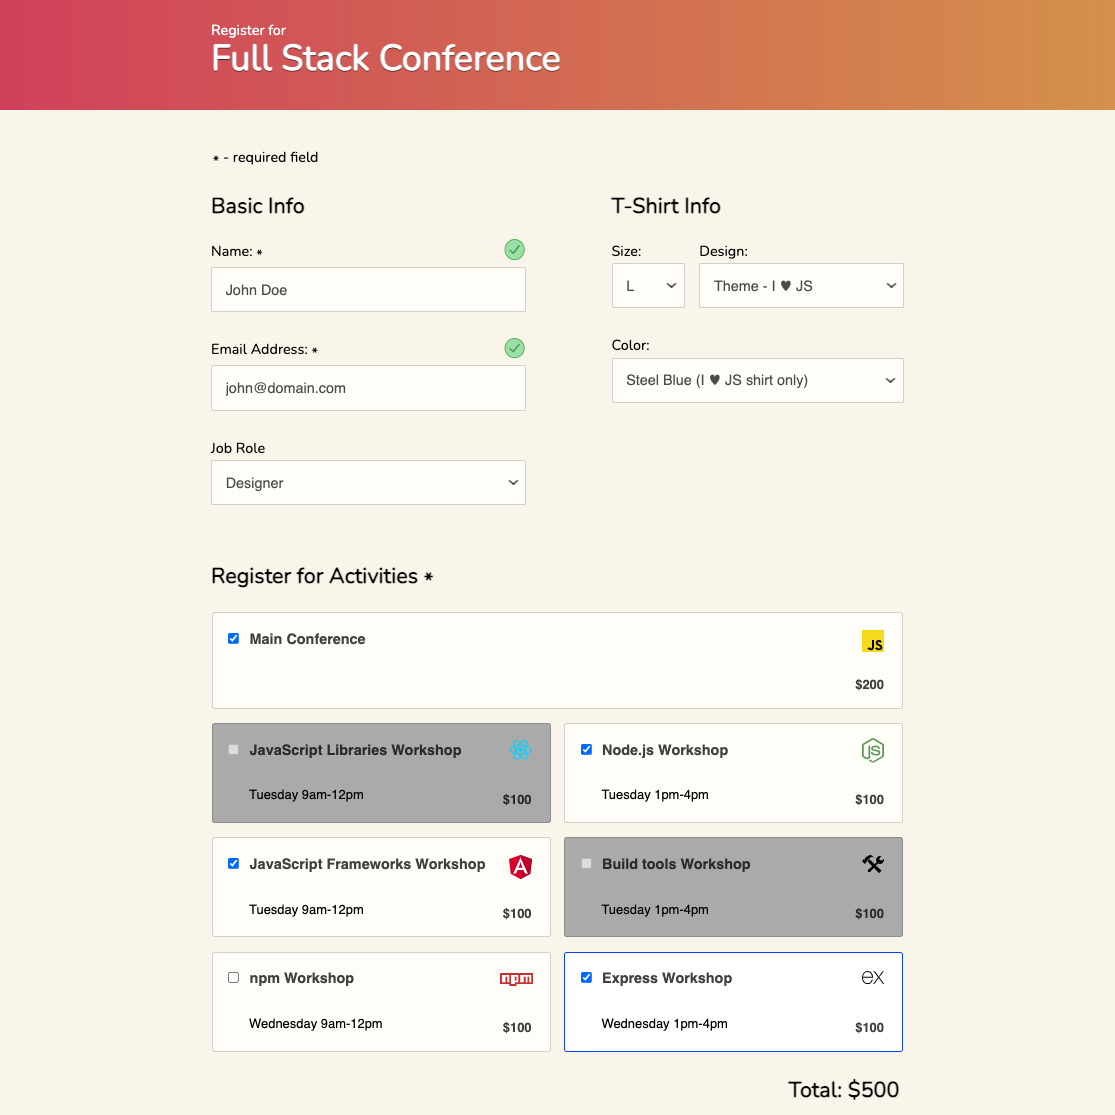 Register for
Full Stack Conference
* - required field
Basic Info
Name: *
John Doe
Email Address: *
john@domain.com
Job Role
Designer
T-Shirt Info
Size:
L
Design:
Theme - I ♥ JS
Color:
Steel Blue (I ♥ JS shirt only)
Register for Activities *
Main Conference
JS
$200
JavaScript Libraries Workshop
Tuesday 9am-12pm
$100
Node.js Workshop
JS
Tuesday 1pm-4pm
$100
JavaScript Frameworks Workshop
A
Tuesday 9am-12pm
$100
Build tools Workshop
Tuesday 1pm-4pm
$100
npm Workshop
npm
Wednesday 9am-12pm
$100
Express Workshop
ex
Wednesday 1pm-4pm
$100
Total: $500